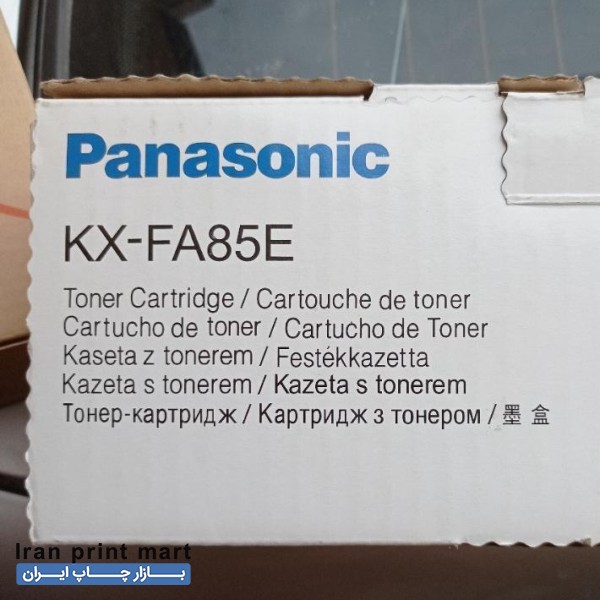 Panasonic
KX-FA85E
Toner Cartridge / Cartouche de toner
Cartucho de toner / Cartucho de Toner
Kaseta z tonerem / Festékkazetta
Kazeta s tonerem / Kazeta s tonerem
Тонер-картридж / Картридж з тонером / 墨 盒
Iran print mart
بازار چاپ ایران